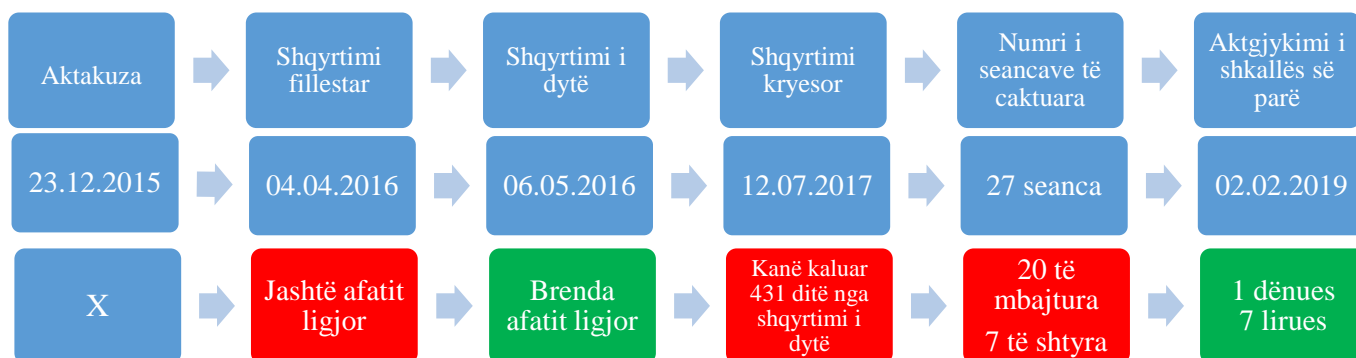 Aktakuza
Shqyrtimi
fillestar
Shqyrtimi i
dytë
Shqyrtimi
kryesor
Numri i
seancave të
caktuara
Aktgjykimi i
shkallës së
parë
23.12.2015
04.04.2016
06.05.2016
12.07.2017
27 seanca
02.02.2019
X
Jashtë afatit
ligjor
Brenda
afatit ligjor
Kanë kaluar
431 ditë nga
shqyrtimi i
dytë
20 të
mbajtura
7 të shtyra
1 dënues
7 lirues